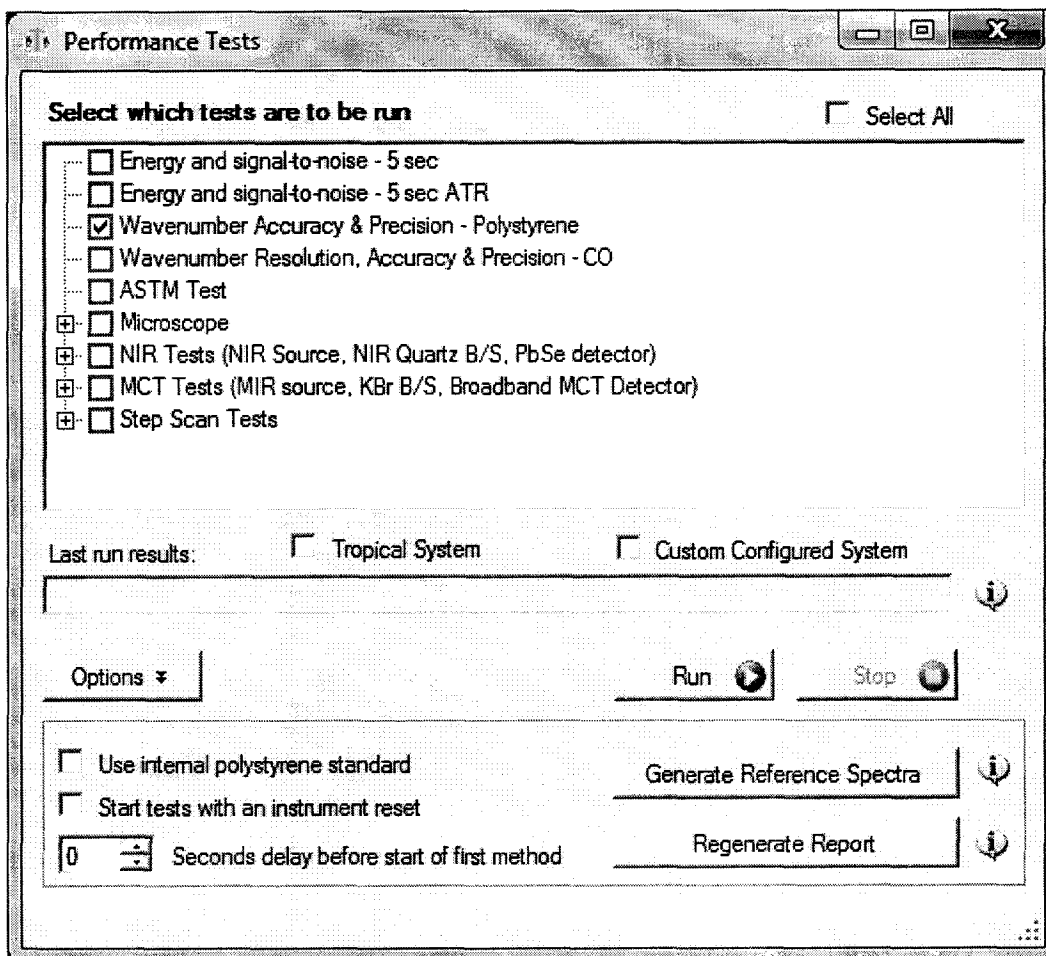 Performance Tests
Select which tests are to be run
Select All
Energy and signal-to-noise - 5 sec
Energy and signal-to-noise - 5 sec ATR
Wavenumber Accuracy & Precision - Polystyrene
Wavenumber Resolution, Accuracy & Precision - CO
ASTM Test
Microscope
NIR Tests (NIR Source, NIR Quartz B/S, PbSe detector)
MCT Tests (MIR source, KBr B/S, Broadband MCT Detector)
Step Scan Tests
Last run results:
Tropical System
Custom Configured System
Options
Run
Stop
Use internal polystyrene standard
Generate Reference Spectra
Start tests with an instrument reset
0 Seconds delay before start of first method
Regenerate Report